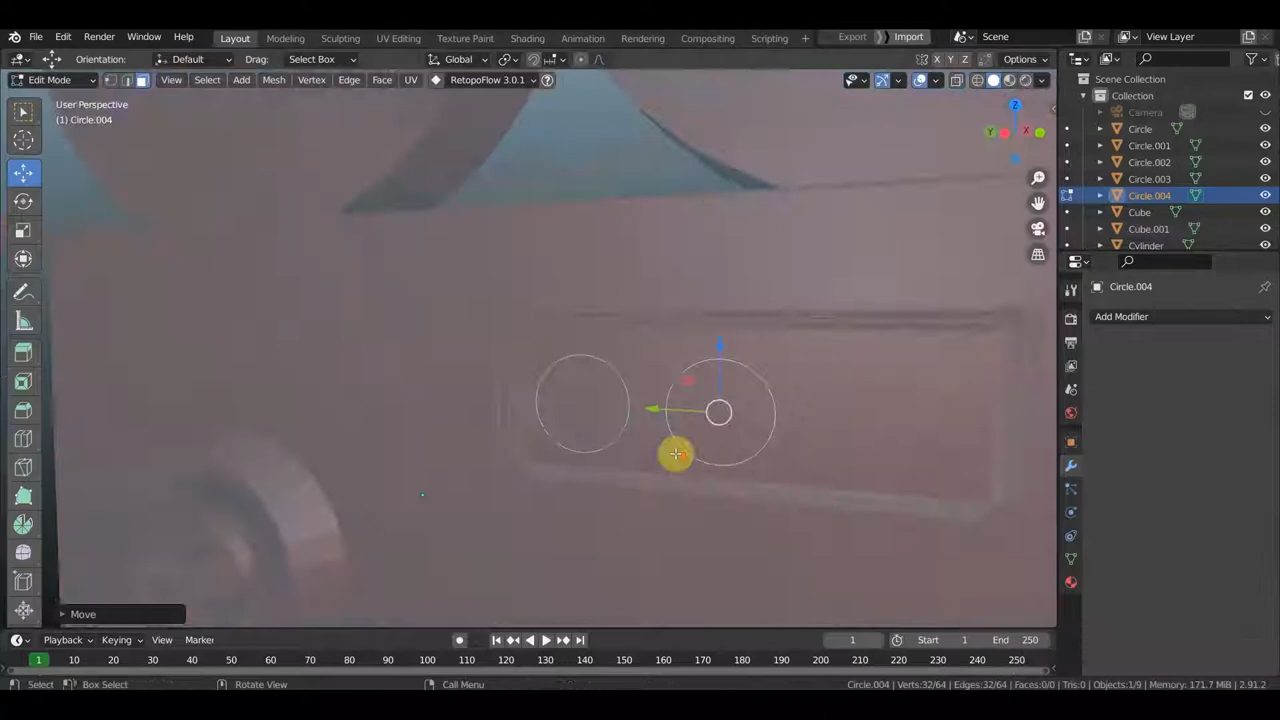 File Edit Render Window Help Layout Modeling Sculpting UV Editing Texture Paint Shading Animation Rendering Compositing Scripting + Export Import Scene View Layer
Orientation: Default Drag: Select Box Global X Y Z Options
Edit Mode View Select Add Mesh Vertex Edge Face UV RetopoFlow 3.0.1
User Perspective
(1) Circle.004
Z
Y X
Scene Collection
Collection
Camera
Circle
Circle.001
Circle.002
Circle.003
Circle.004
Cube
Cube.001
Cylinder
Circle.004
Add Modifier
Move
Playback Keying View Marker 1 Start 1 End 250
1 10 20 30 40 50 60 70 80 90 100 110 120 130 140 150 160 170 180 190 200 210 220 230 240 250
Select Box Select Rotate View Call Menu Circle.004 | Verts:32/64 | Edges:32/64 | Faces:0/0 | Tris:0 | Objects:1/9 | Memory: 171.7 MiB | 2.91.2